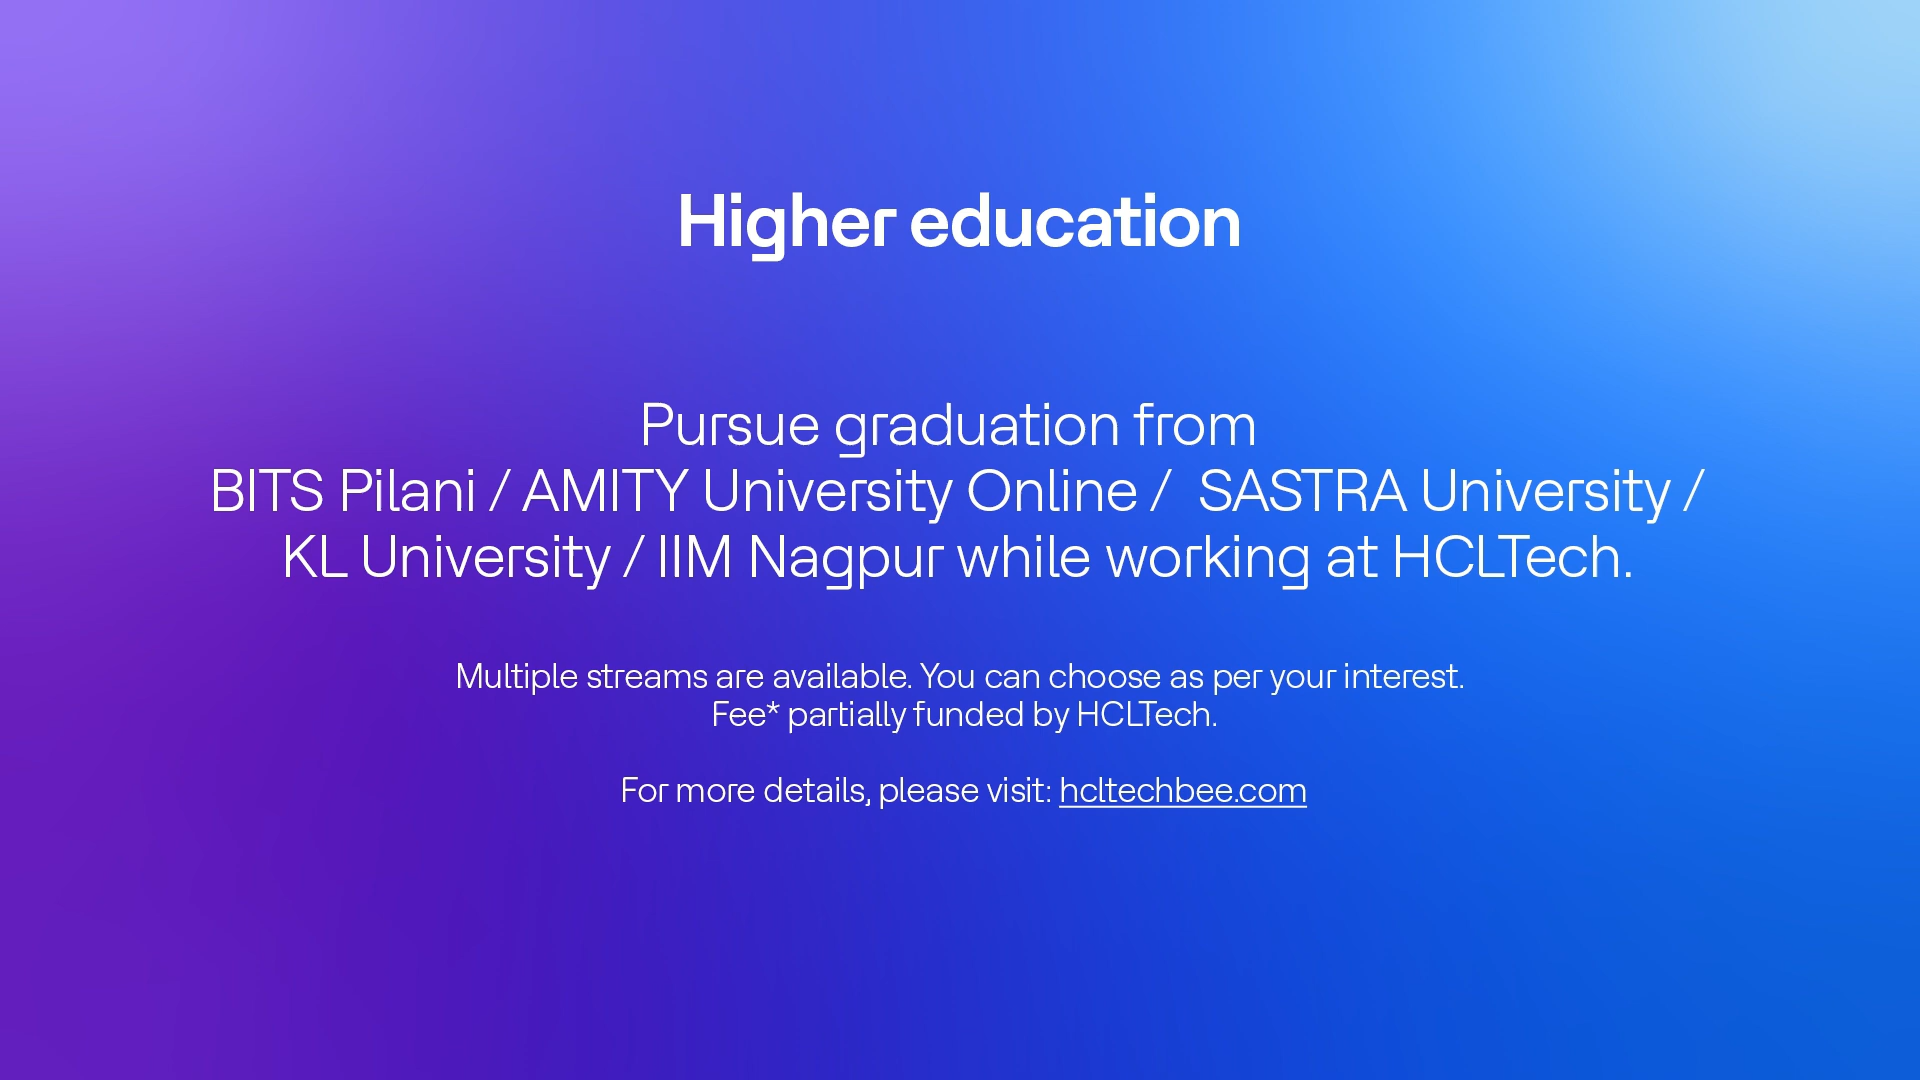 Higher education
Pursue graduation from
BITS Pilani / AMITY University Online / SASTRA University /
KL University / IIM Nagpur while working at HCLTech.
Multiple streams are available. You can choose as per your interest.
Fee* partially funded by HCLTech.
For more details, please visit: hcltechbee.com